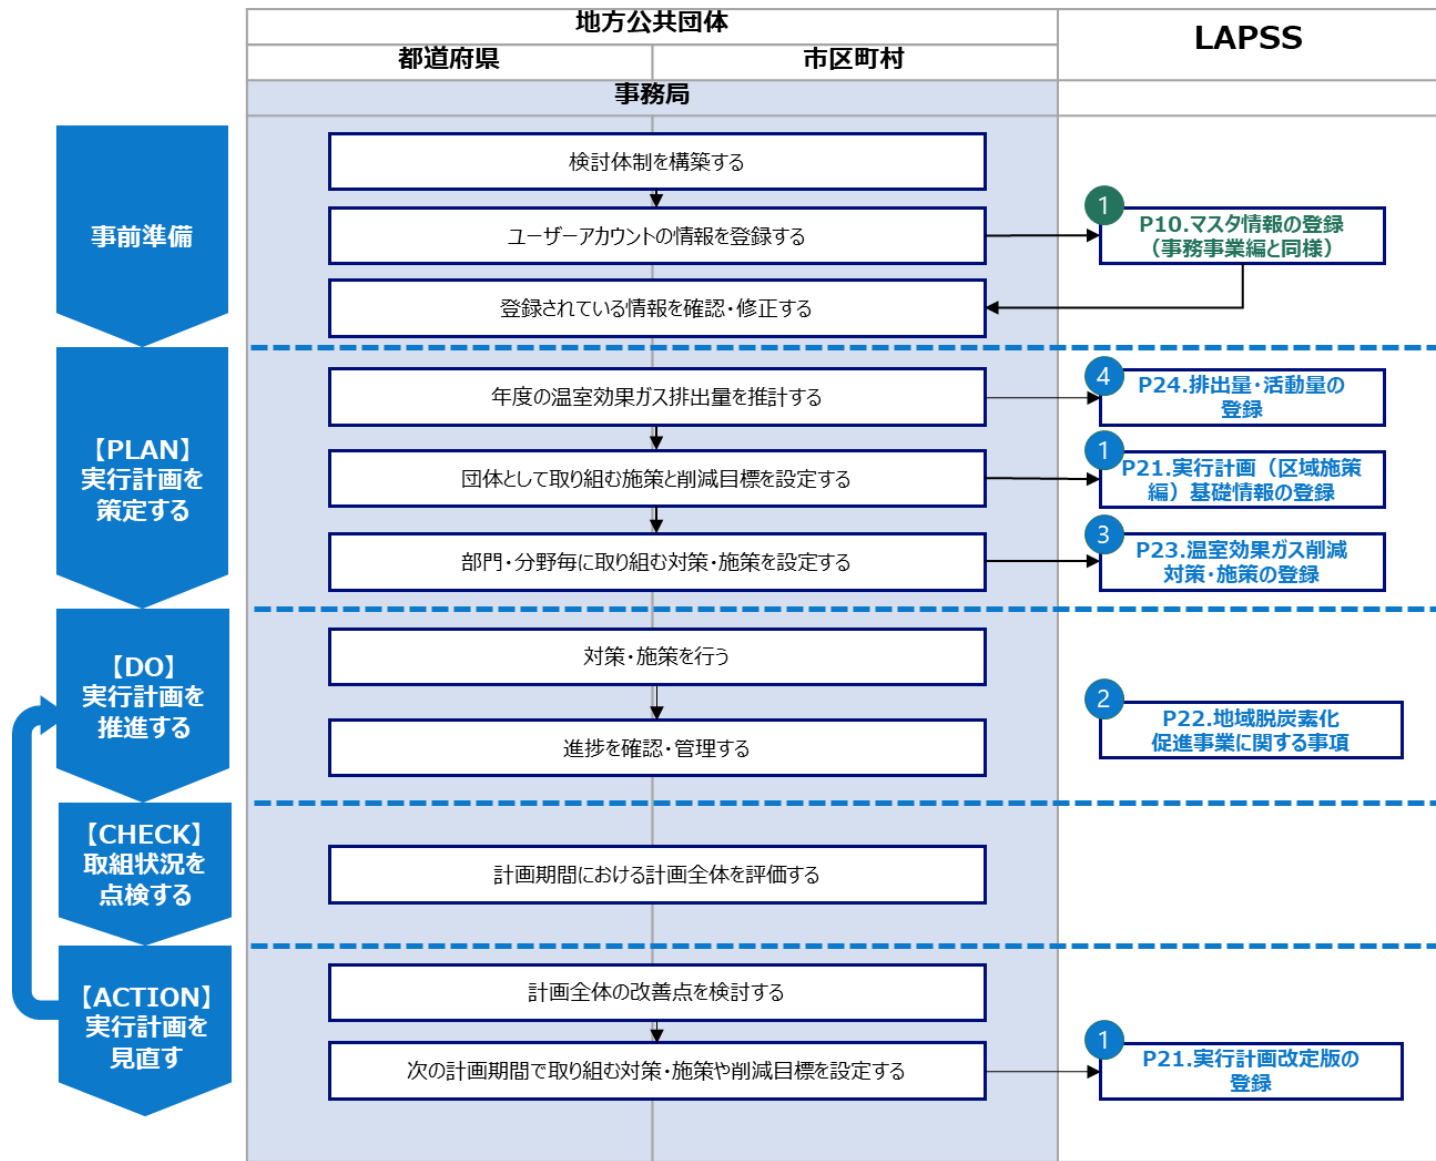 地方公共団体
LAPSS
都道府県
市区町村
事務局
事前準備
検討体制を構築する
ユーザーアカウントの情報を登録する
1
P10.マスタ情報の登録
（事務事業編と同様）
登録されている情報を確認・修正する
【PLAN】
実行計画を
策定する
年度の温室効果ガス排出量を推計する
4
P24.排出量・活動量の
登録
団体として取り組む施策と削減目標を設定する
1
P21.実行計画（区域施策
編）基礎情報の登録
部門・分野毎に取り組む対策・施策を設定する
3
P23.温室効果ガス削減
対策・施策の登録
【DO】
実行計画を
推進する
対策・施策を行う
進捗を確認・管理する
2
P22.地域脱炭素化
促進事業に関する事項
【CHECK】
取組状況を
点検する
計画期間における計画全体を評価する
【ACTION】
実行計画を
見直す
計画全体の改善点を検討する
次の計画期間で取り組む対策・施策や削減目標を設定する
1
P21.実行計画改定版の
登録